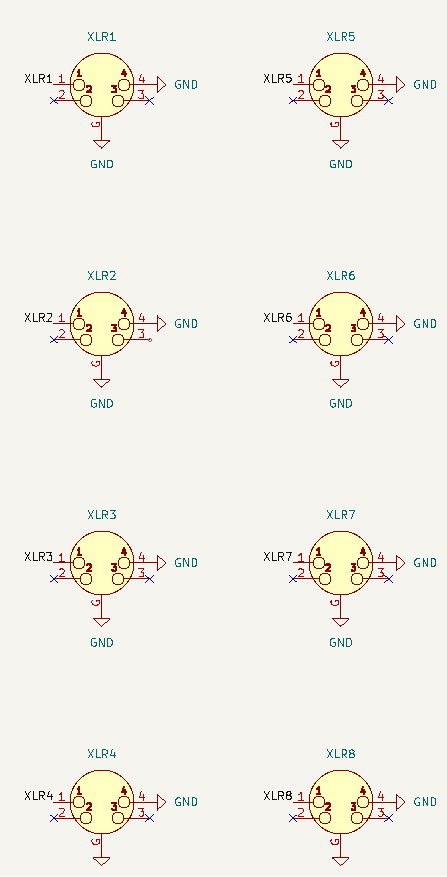 XLR1
XLR1 1 1 4 4 GND
2 2 3 3
G
GND
XLR5
XLR5 1 1 4 4 GND
2 2 3 3
G
GND
XLR2
XLR2 1 1 4 4 GND
2 2 3 3
G
GND
XLR6
XLR6 1 1 4 4 GND
2 2 3 3
G
GND
XLR3
XLR3 1 1 4 4 GND
2 2 3 3
G
GND
XLR7
XLR7 1 1 4 4 GND
2 2 3 3
G
GND
XLR4
XLR4 1 1 4 4 GND
2 2 3 3
G
XLR8
XLR8 1 1 4 4 GND
2 2 3 3
G